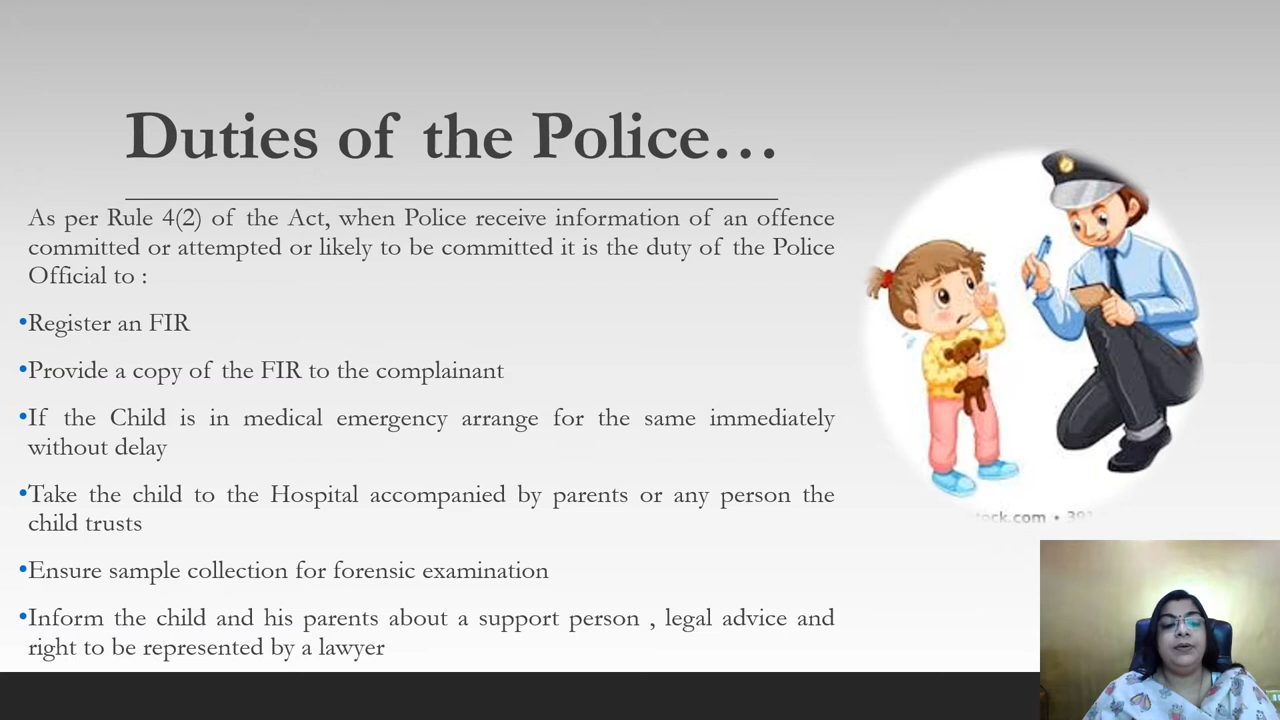 Duties of the Police...
As per Rule 4(2) of the Act, when Police receive information of an offence
committed or attempted or likely to be committed it is the duty of the Police
Official to :
•Register an FIR
•Provide a copy of the FIR to the complainant
•If the Child is in medical emergency arrange for the same immediately
without delay
•Take the child to the Hospital accompanied by parents or any person the
child trusts
•Ensure sample collection for forensic examination
•Inform the child and his parents about a support person , legal advice and
right to be represented by a lawyer